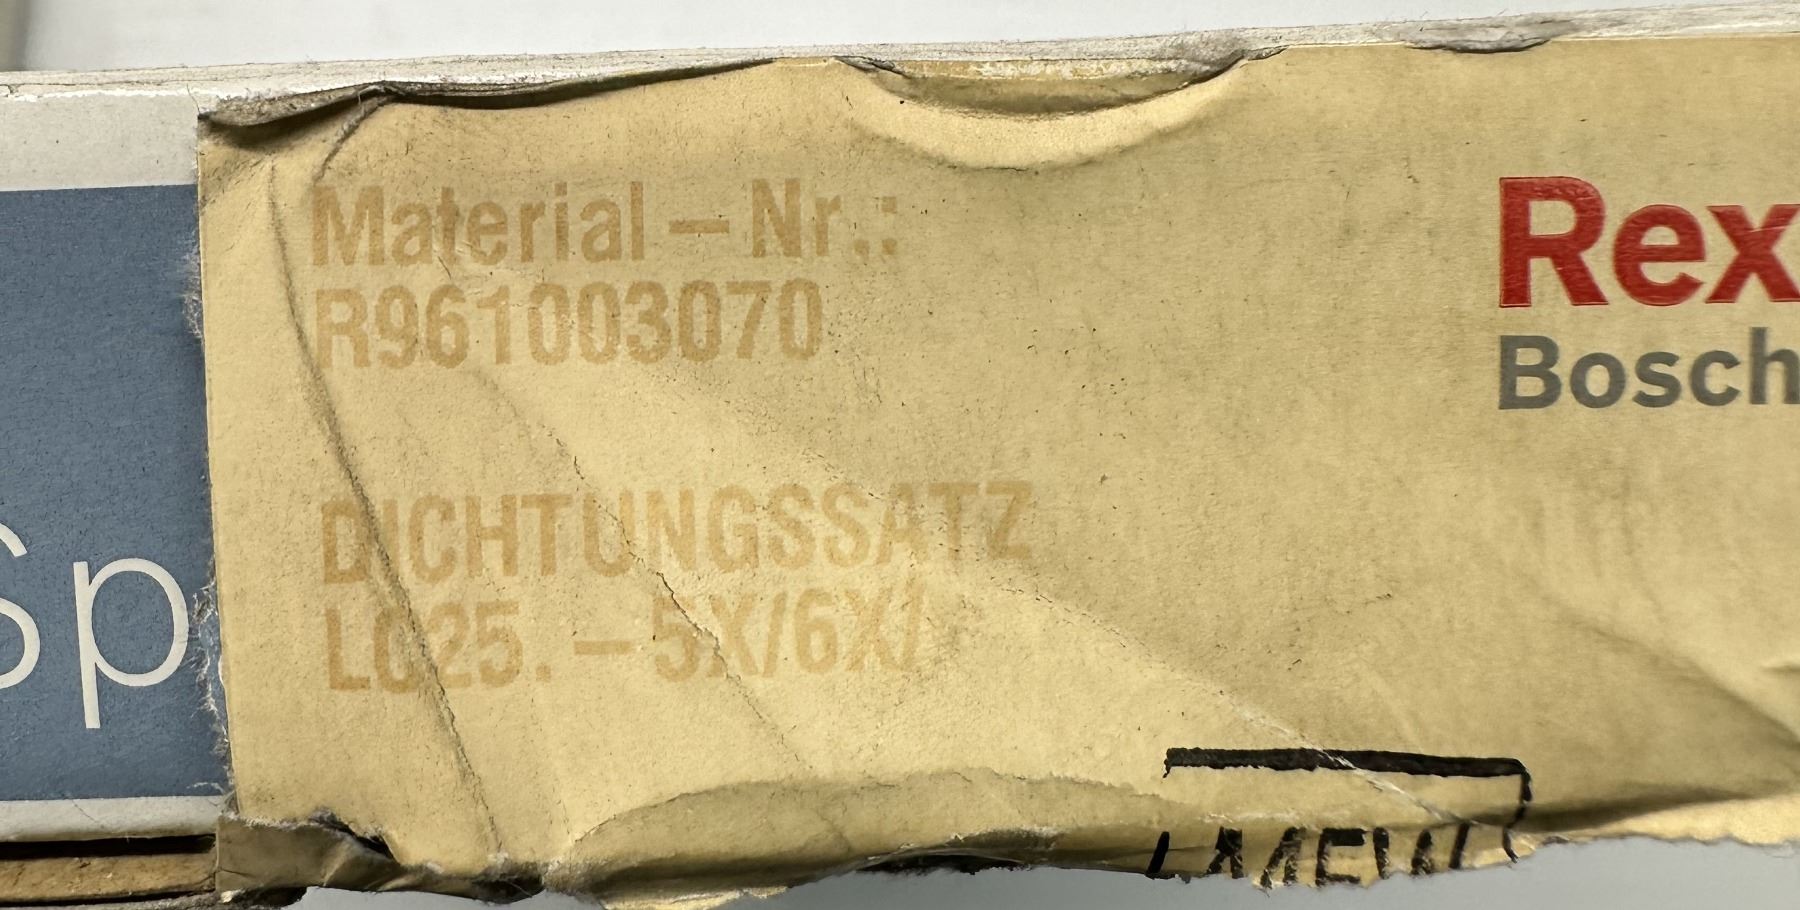 Material – Nr.:
R961003070
DICHTUNGSSATZ
LC25. – 5X/6X/
Rex
Bosch
Sp